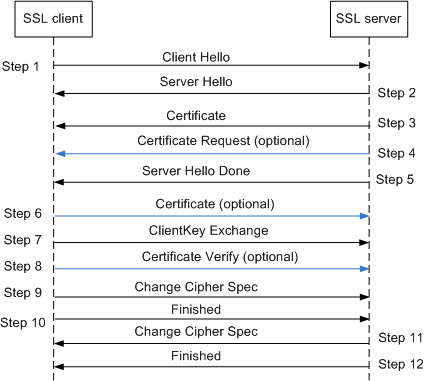 SSL client
SSL server
Client Hello
Step 1
Server Hello
Step 2
Certificate
Step 3
Certificate Request (optional)
Step 4
Server Hello Done
Step 5
Certificate (optional)
Step 6
ClientKey Exchange
Step 7
Certificate Verify (optional)
Step 8
Change Cipher Spec
Step 9
Finished
Step 10
Change Cipher Spec
Step 11
Finished
Step 12